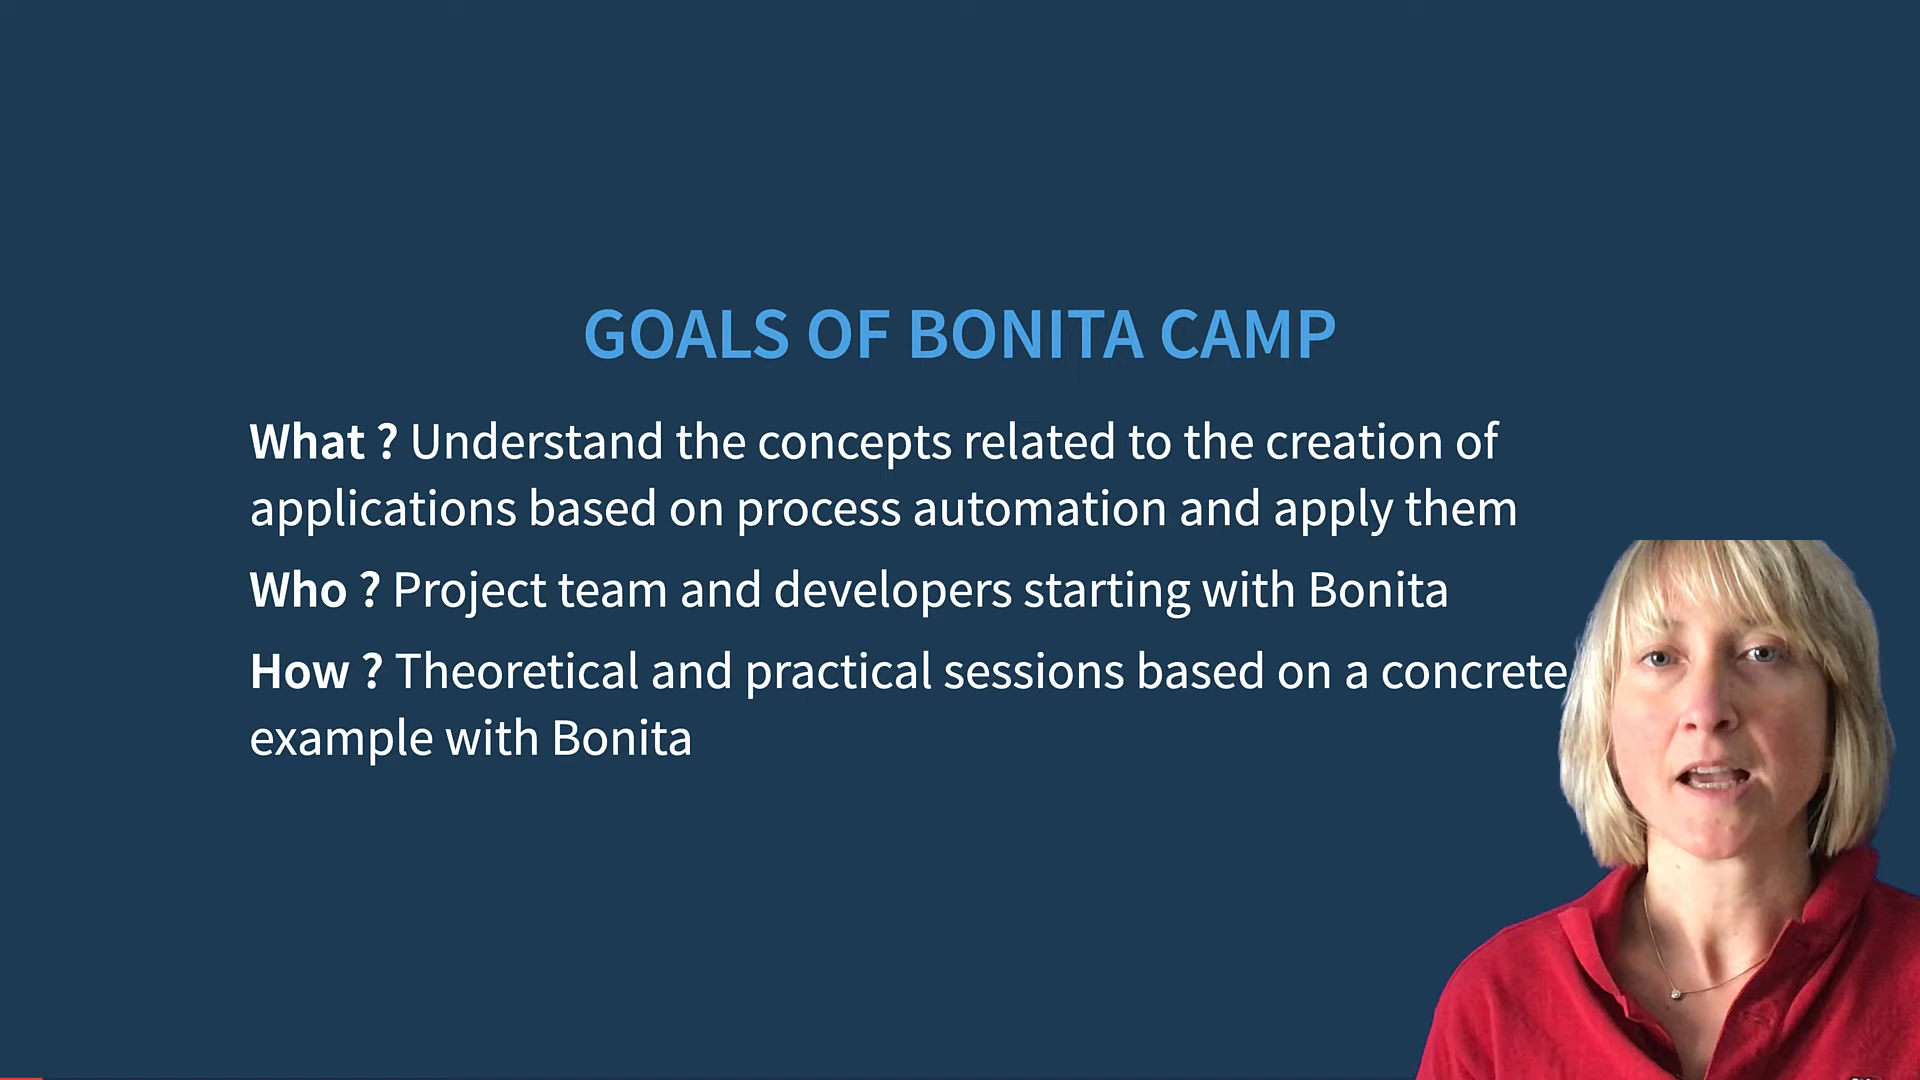 GOALS OF BONITA CAMP
What ? Understand the concepts related to the creation of
applications based on process automation and apply them
Who ? Project team and developers starting with Bonita
How ? Theoretical and practical sessions based on a concrete
example with Bonita